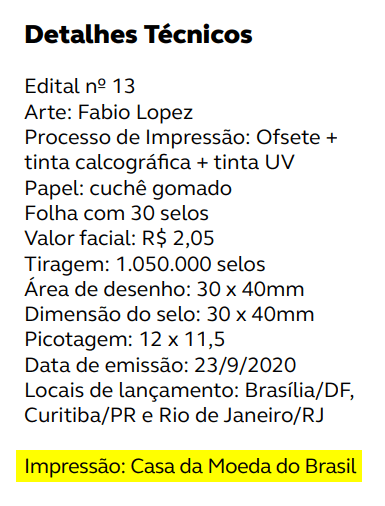 Detalhes Técnicos
Edital nº 13
Arte: Fabio Lopez
Processo de Impressão: Ofsete +
tinta calcográfica + tinta UV
Papel: cuchê gomado
Folha com 30 selos
Valor facial: R$ 2,05
Tiragem: 1.050.000 selos
Área de desenho: 30 x 40mm
Dimensão do selo: 30 x 40mm
Picotagem: 12 x 11,5
Data de emissão: 23/9/2020
Locais de lançamento: Brasília/DF,
Curitiba/PR e Rio de Janeiro/RJ
Impressão: Casa da Moeda do Brasil